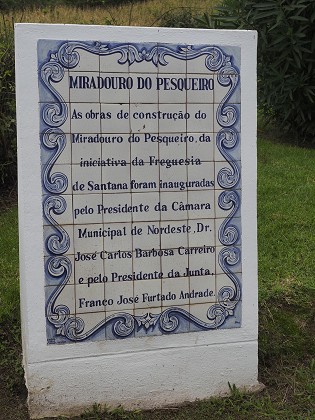 MIRADOURO DO PESQUEIRO
As obras de construção do
Miradouro do Pesqueiro, da
iniciativa da Freguesia
de Santana foram inauguradas
pelo Presidente da Câmara
Municipal de Nordeste, Dr.
José Carlos Barbosa Carreiro
e pelo Presidente da Junta,
Franco José Furtado Andrade.